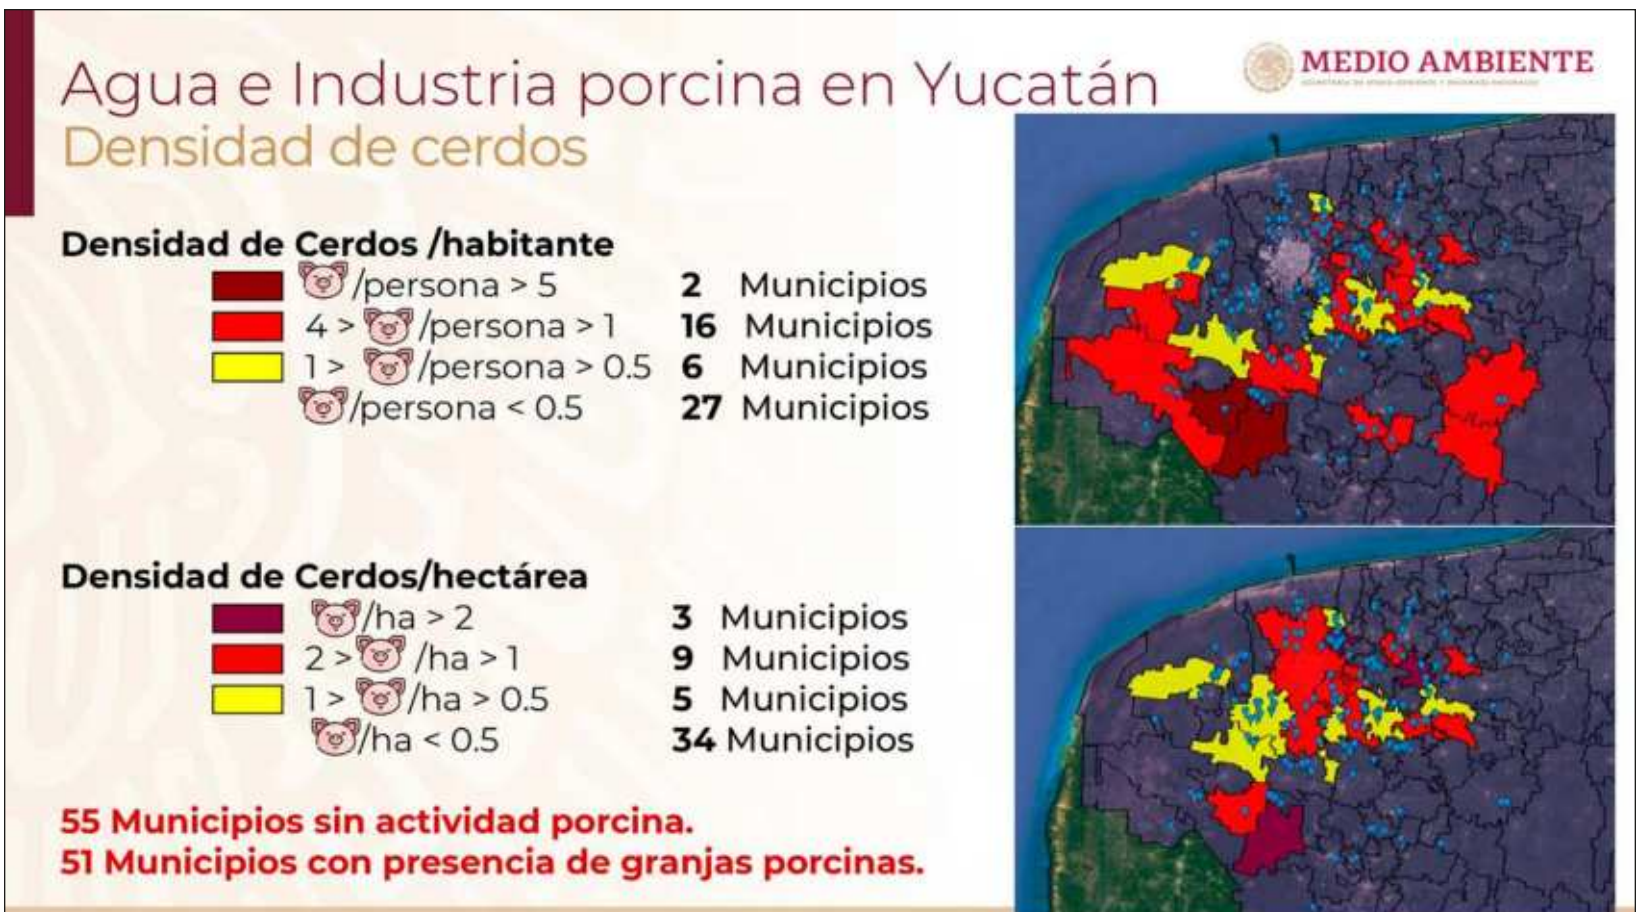 Agua e Industria porcina en Yucatán
Densidad de cerdos
MEDIO AMBIENTE
Densidad de Cerdos /habitante
/persona > 5 2 Municipios
4 > /persona > 1 16 Municipios
1 > /persona > 0.5 6 Municipios
/persona < 0.5 27 Municipios
Densidad de Cerdos/hectárea
/ha > 2 3 Municipios
2 > /ha > 1 9 Municipios
1 > /ha > 0.5 5 Municipios
/ha < 0.5 34 Municipios
55 Municipios sin actividad porcina.
51 Municipios con presencia de granjas porcinas.